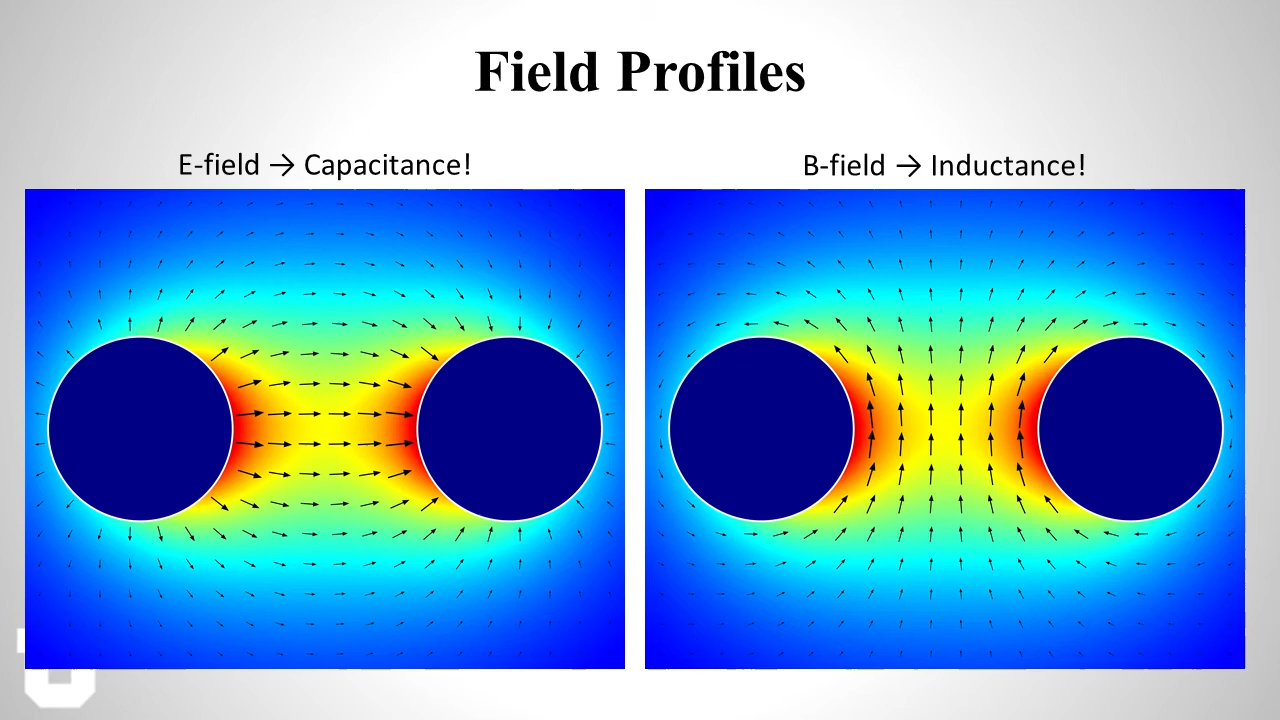 Field Profiles
E-field → Capacitance!
B-field → Inductance!